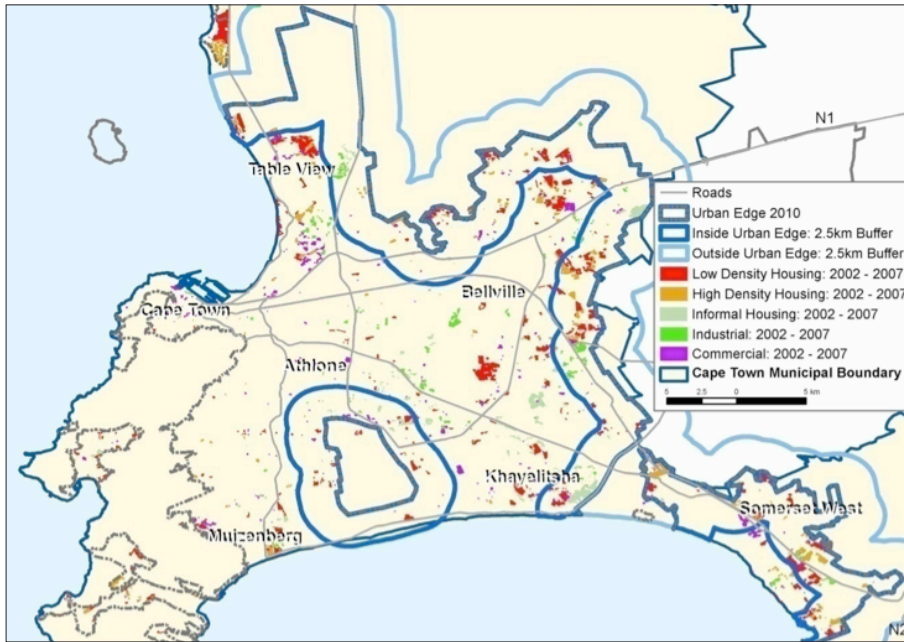 N1
Table View
Roads
Urban Edge 2010
Inside Urban Edge: 2.5km Buffer
Outside Urban Edge: 2.5km Buffer
Low Density Housing: 2002 - 2007
High Density Housing: 2002 - 2007
Informal Housing: 2002 - 2007
Industrial: 2002 - 2007
Commercial: 2002 - 2007
Cape Town Municipal Boundary
5 2.5 0 5 km
Bellville
Cape Town
Athlone
Khayelitsha
Somerset West
Muizenberg
N2